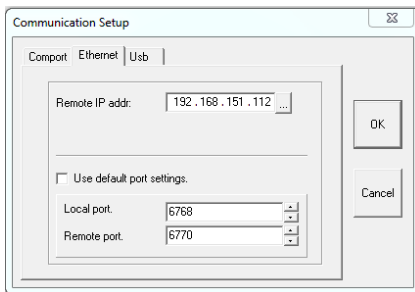 Communication Setup
Comport Ethernet Usb
Remote IP addr: 192 . 168 . 151 . 112 ...
OK
Use default port settings.
Cancel
Local port. 6768
Remote port. 6770